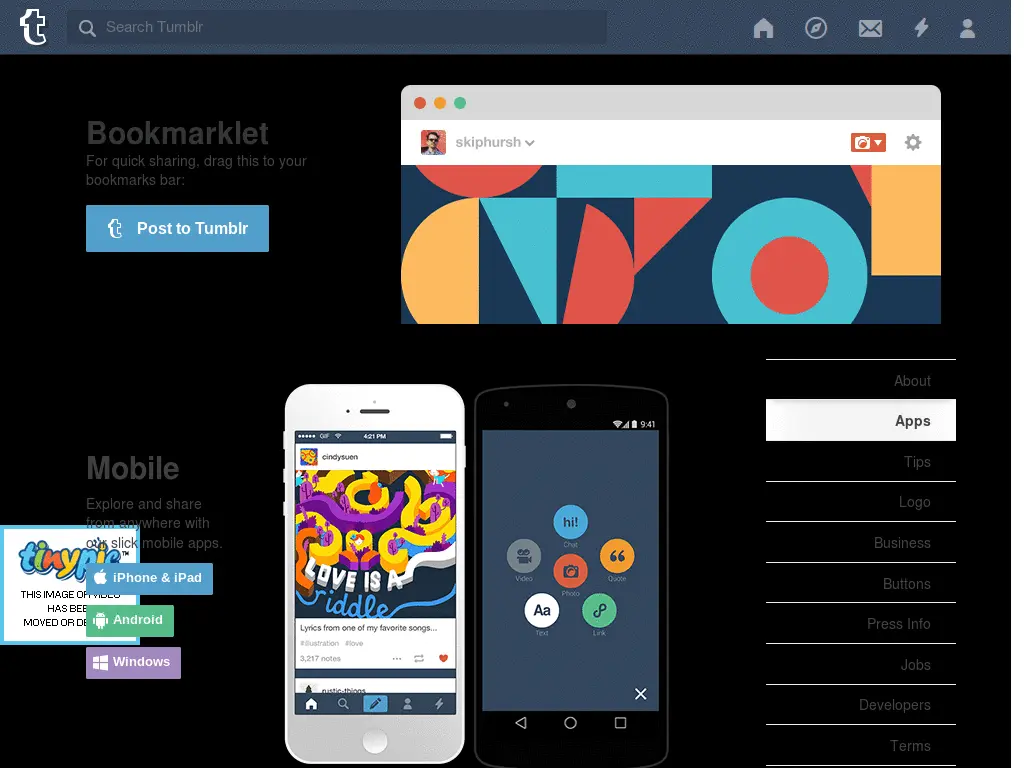 Search Tumblr
Bookmarklet
For quick sharing, drag this to your
bookmarks bar:
Post to Tumblr
skiphursh
Mobile
Explore and share
from anywhere with
our slick mobile apps.
tinypic™
THIS IMAGE OR VIDEO
HAS BEE
MOVED OR DE
iPhone & iPad
Android
Windows
GIF
4:21 PM
cindysuen
LOVE IS A
riddle
Lyrics from one of my favorite songs...
#illustration #love
3,217 notes
rustic-things
9:41
hi!
Chat
Video
Quote
Photo
Aa
Text
Link
About
Apps
Tips
Logo
Business
Buttons
Press Info
Jobs
Developers
Terms